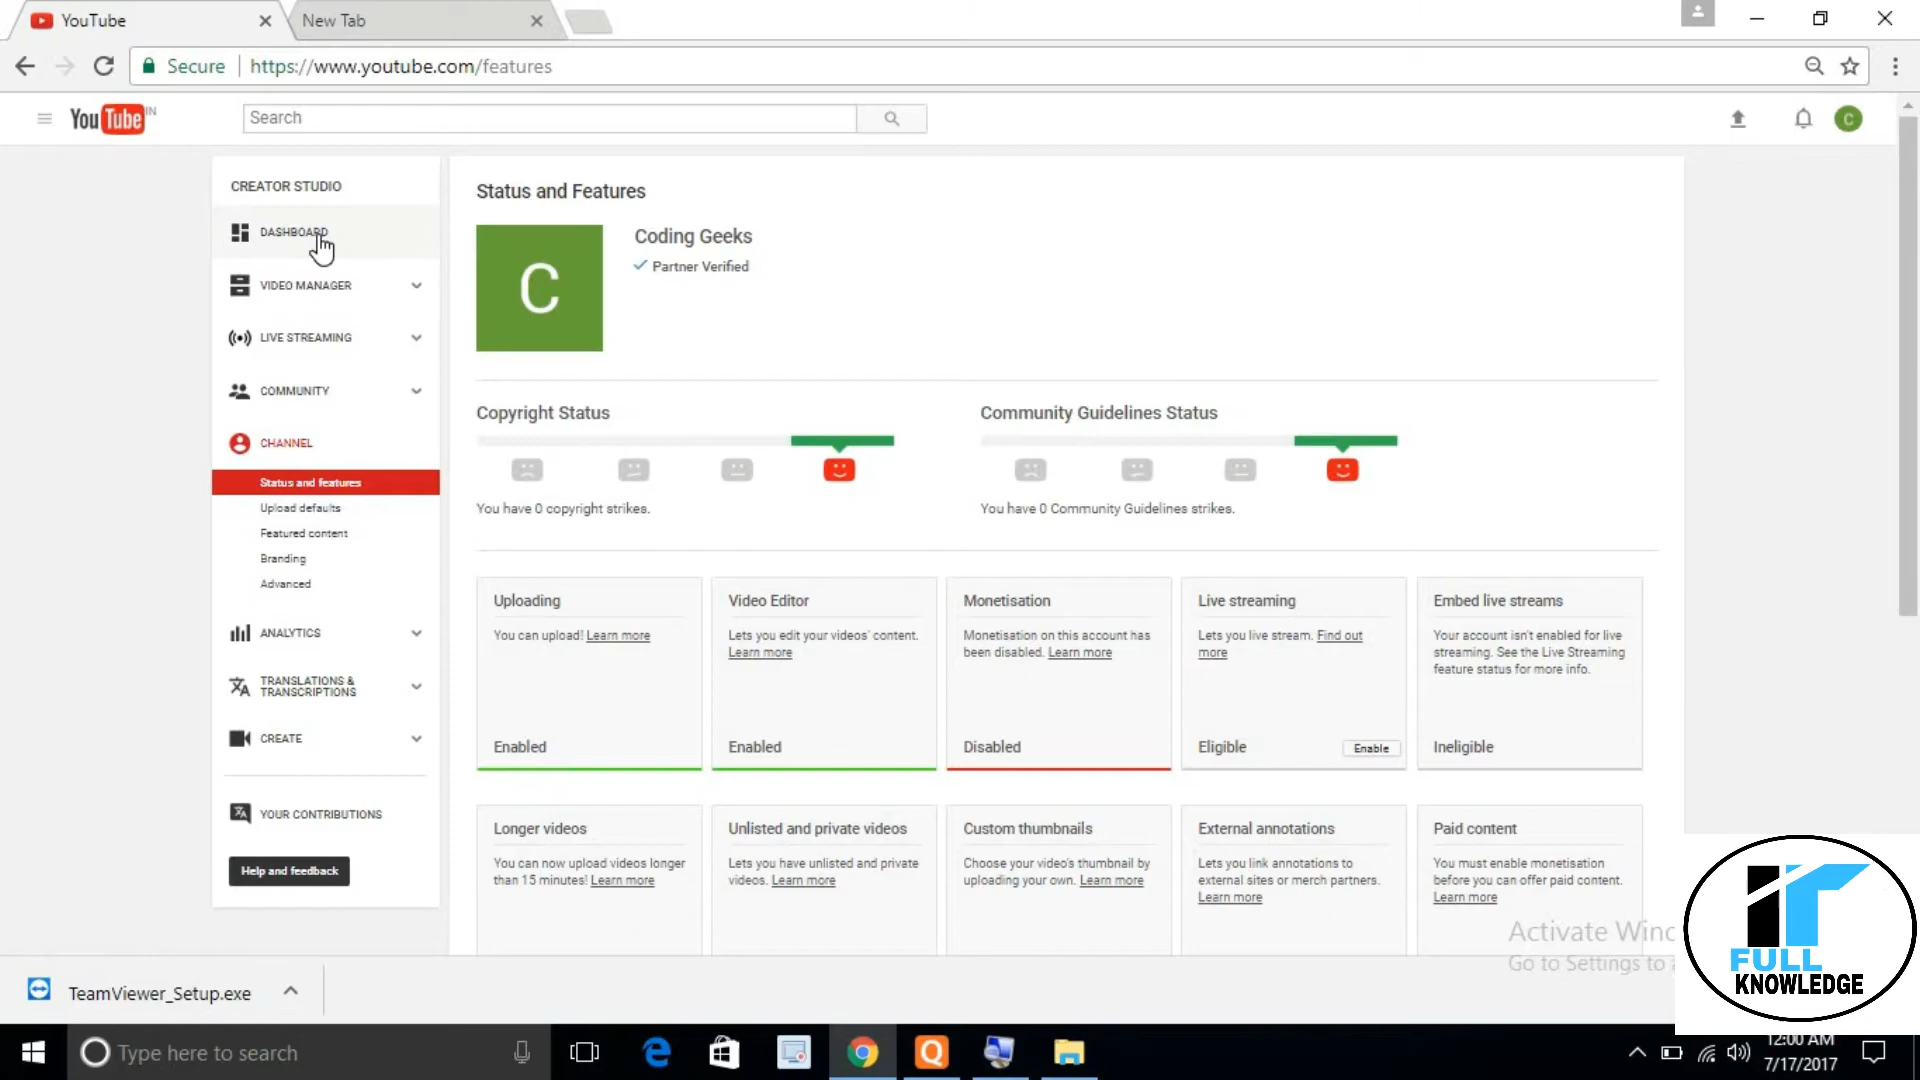 YouTube
New Tab
Secure
https://www.youtube.com/features
YouTube IN
Search
C
CREATOR STUDIO
DASHBOARD
VIDEO MANAGER
LIVE STREAMING
COMMUNITY
CHANNEL
Status and features
Upload defaults
Featured content
Branding
Advanced
ANALYTICS
TRANSLATIONS &
TRANSCRIPTIONS
CREATE
YOUR CONTRIBUTIONS
Help and feedback
Status and Features
C
Coding Geeks
Partner Verified
Copyright Status
You have 0 copyright strikes.
Community Guidelines Status
You have 0 Community Guidelines strikes.
Uploading
You can upload! Learn more
Enabled
Video Editor
Lets you edit your videos' content.
Learn more
Enabled
Monetisation
Monetisation on this account has
been disabled. Learn more
Disabled
Live streaming
Lets you live stream. Find out
more
Eligible
Enable
Embed live streams
Your account isn't enabled for live
streaming. See the Live Streaming
feature status for more info.
Ineligible
Longer videos
You can now upload videos longer
than 15 minutes! Learn more
Unlisted and private videos
Lets you have unlisted and private
videos. Learn more
Custom thumbnails
Choose your video's thumbnail by
uploading your own. Learn more
External annotations
Lets you link annotations to
external sites or merch partners.
Learn more
Paid content
You must enable monetisation
before you can offer paid content.
Learn more
Activate Winc
Go to Settings to
IT
FULL
KNOWLEDGE
TeamViewer_Setup.exe
Type here to search
12:00 AM
7/17/2017